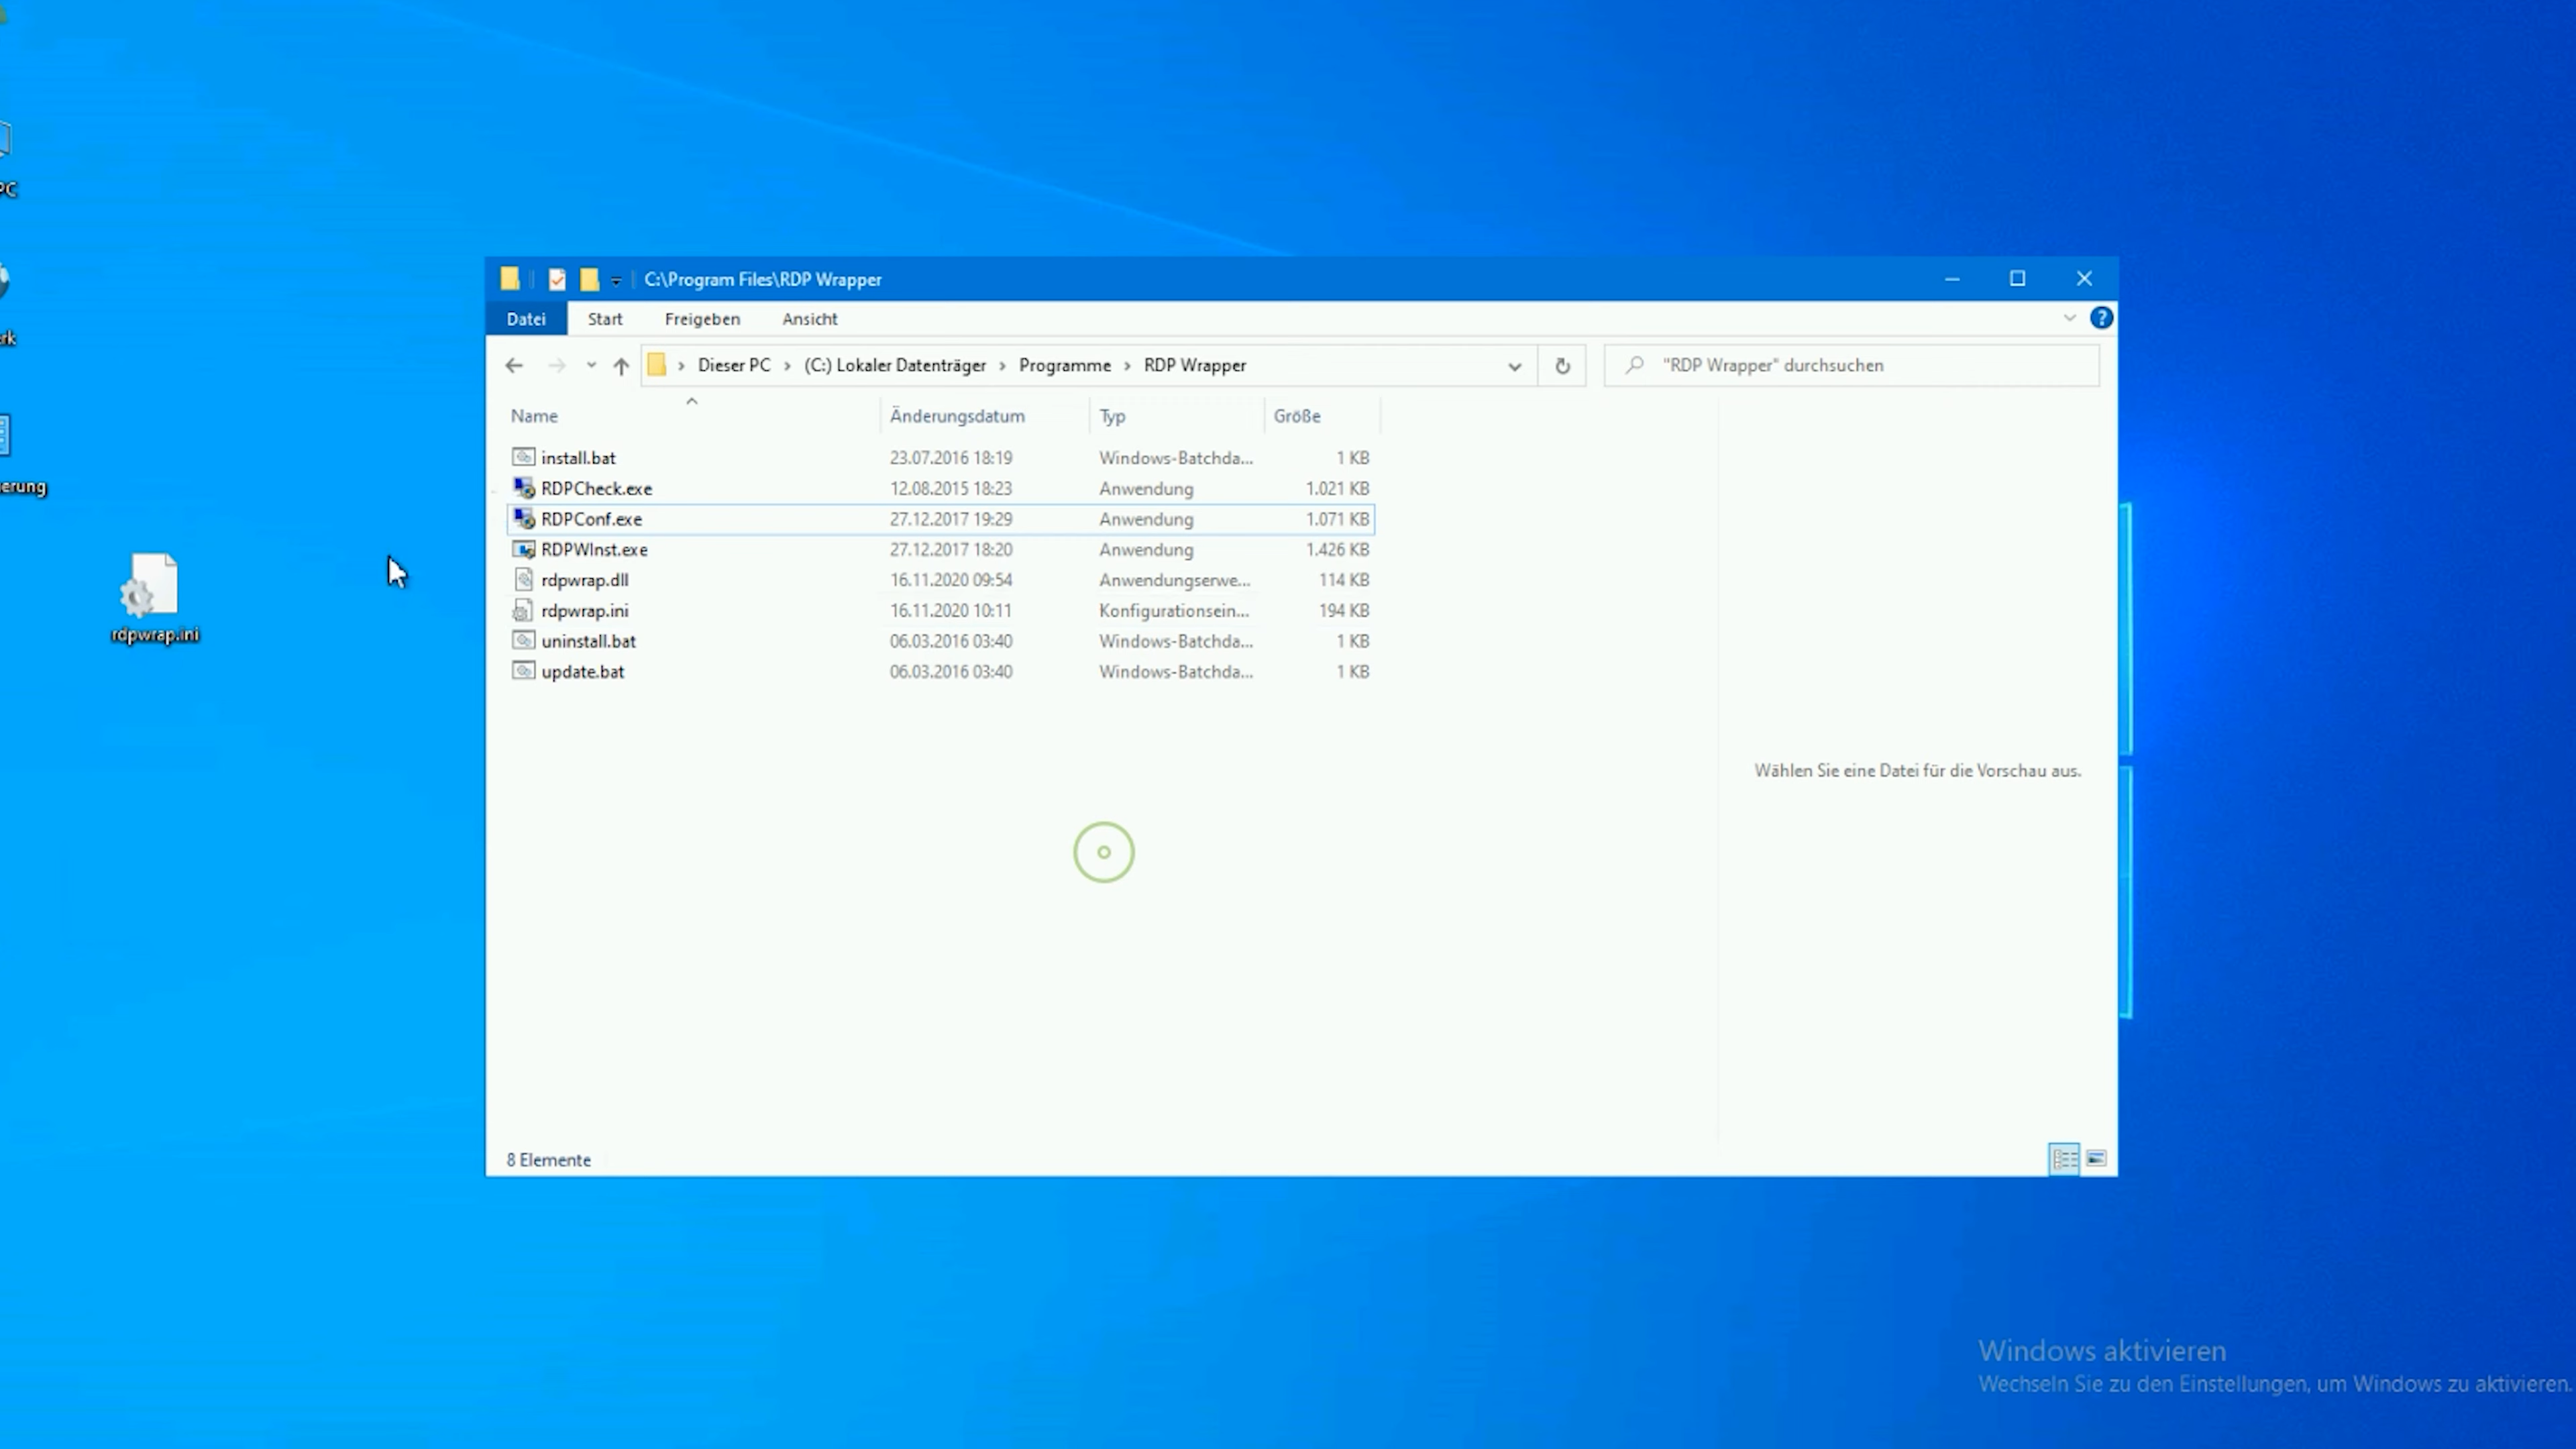 C:\Program Files\RDP Wrapper
Datei Start Freigeben Ansicht
Dieser PC › (C:) Lokaler Datenträger › Programme › RDP Wrapper
"RDP Wrapper" durchsuchen
Name Änderungsdatum Typ Größe
install.bat 23.07.2016 18:19 Windows-Batchda... 1 KB
RDPCheck.exe 12.08.2015 18:23 Anwendung 1.021 KB
RDPConf.exe 27.12.2017 19:29 Anwendung 1.071 KB
RDPWInst.exe 27.12.2017 18:20 Anwendung 1.426 KB
rdpwrap.dll 16.11.2020 09:54 Anwendungserwe... 114 KB
rdpwrap.ini 16.11.2020 10:11 Konfigurationsein... 194 KB
uninstall.bat 06.03.2016 03:40 Windows-Batchda... 1 KB
update.bat 06.03.2016 03:40 Windows-Batchda... 1 KB
Wählen Sie eine Datei für die Vorschau aus.
8 Elemente
PC
rk
erung
rdpwrap.ini
Windows aktivieren
Wechseln Sie zu den Einstellungen, um Windows zu aktivieren.